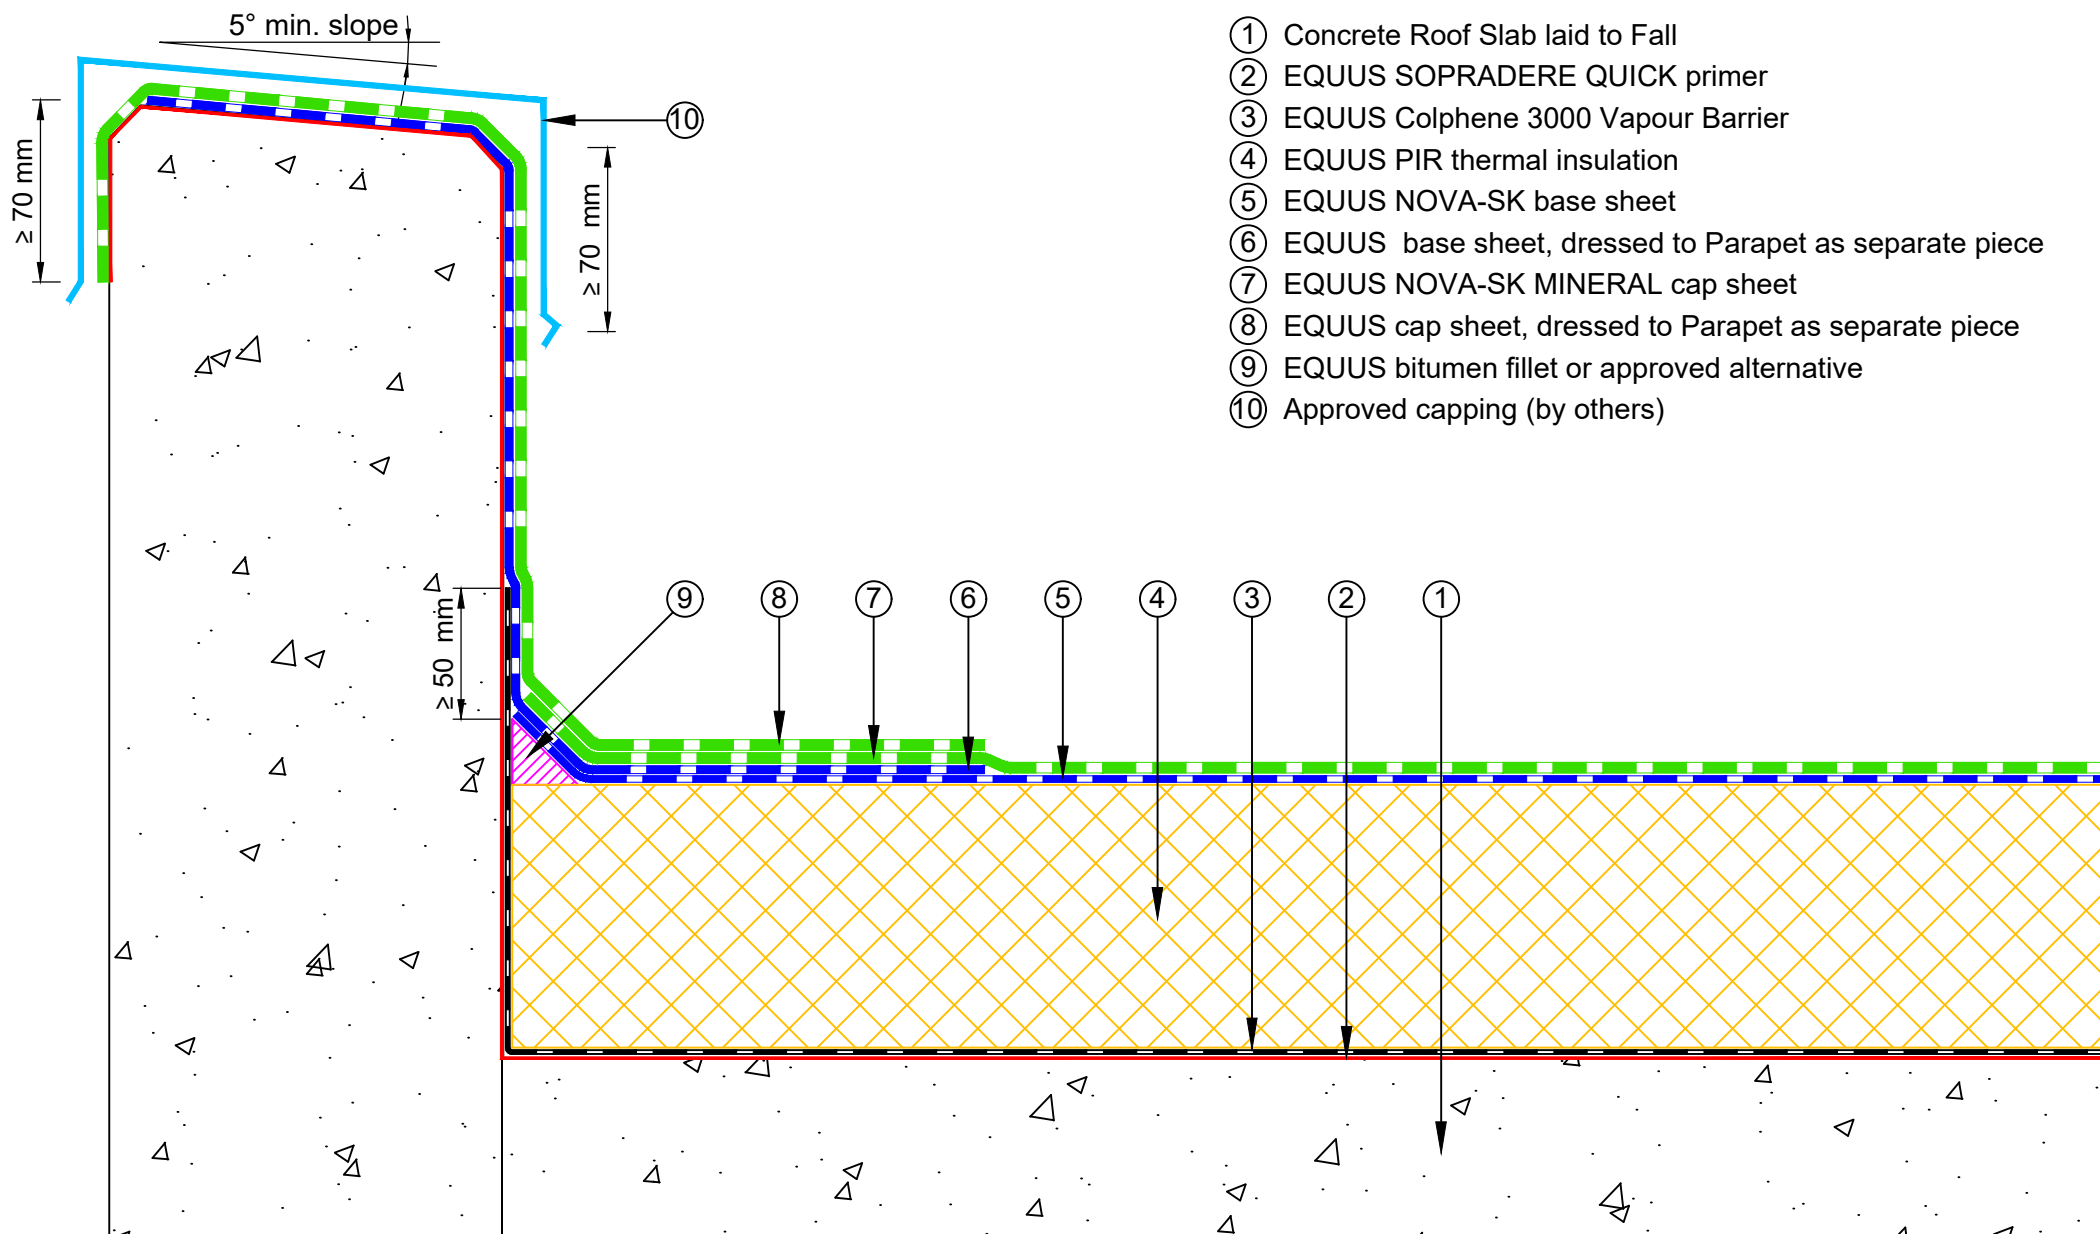 5° min. slope
≥ 70 mm
10
≥ 70 mm
1 Concrete Roof Slab laid to Fall
2 EQUUS SOPRADERE QUICK primer
3 EQUUS Colphene 3000 Vapour Barrier
4 EQUUS PIR thermal insulation
5 EQUUS NOVA-SK base sheet
6 EQUUS base sheet, dressed to Parapet as separate piece
7 EQUUS NOVA-SK MINERAL cap sheet
8 EQUUS cap sheet, dressed to Parapet as separate piece
9 EQUUS bitumen fillet or approved alternative
10 Approved capping (by others)
≥ 50 mm
9 8 7 6 5 4 3 2 1